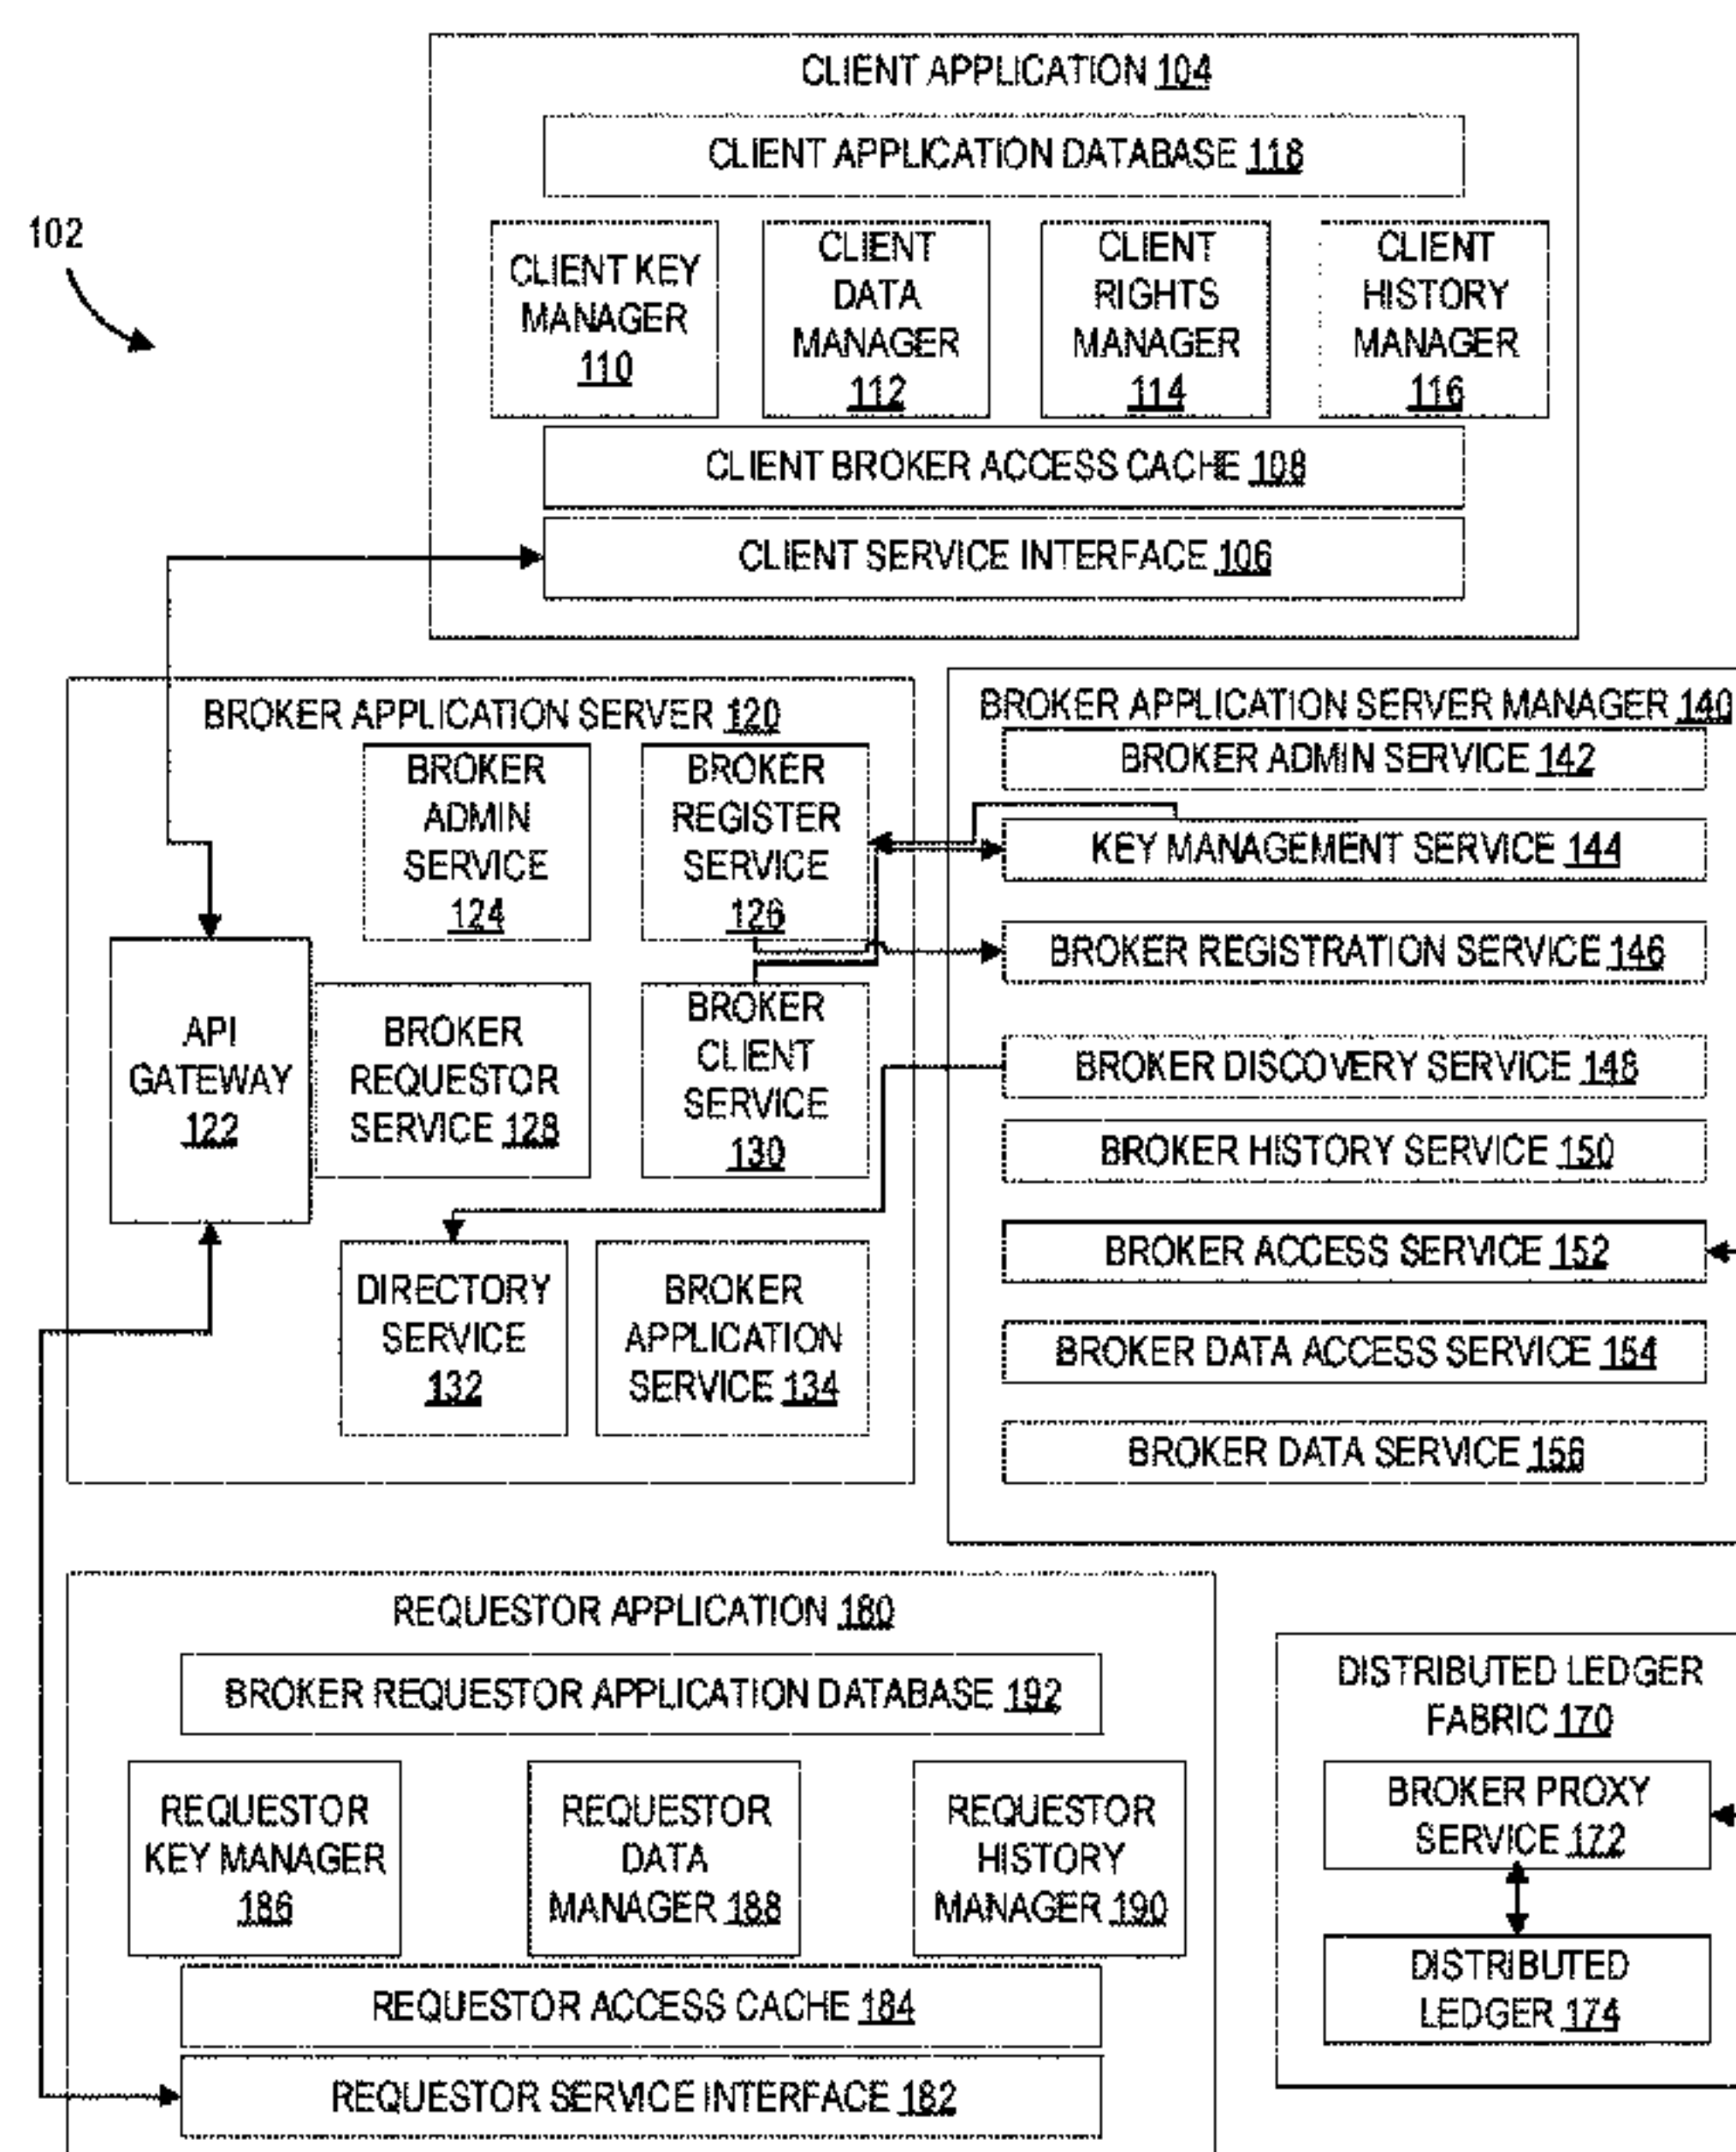 CLIENT APPLICATION 104
CLIENT APPLICATION DATABASE 118
102
CLIENT KEY
MANAGER
110
CLIENT
DATA
MANAGER
112
CLIENT
RIGHTS
MANAGER
114
CLIENT
HISTORY
MANAGER
116
CLIENT BROKER ACCESS CACHE 108
CLIENT SERVICE INTERFACE 106
BROKER APPLICATION SERVER 120
BROKER
ADMIN
SERVICE
124
BROKER
REGISTER
SERVICE
126
API
GATEWAY
122
BROKER
REQUESTOR
SERVICE 128
BROKER
CLIENT
SERVICE
130
DIRECTORY
SERVICE
132
BROKER
APPLICATION
SERVICE 134
BROKER APPLICATION SERVER MANAGER 140
BROKER ADMIN SERVICE 142
KEY MANAGEMENT SERVICE 144
BROKER REGISTRATION SERVICE 146
BROKER DISCOVERY SERVICE 148
BROKER HISTORY SERVICE 150
BROKER ACCESS SERVICE 152
BROKER DATA ACCESS SERVICE 154
BROKER DATA SERVICE 156
REQUESTOR APPLICATION 180
BROKER REQUESTOR APPLICATION DATABASE 192
REQUESTOR
KEY MANAGER
186
REQUESTOR
DATA
MANAGER 188
REQUESTOR
HISTORY
MANAGER 190
REQUESTOR ACCESS CACHE 184
REQUESTOR SERVICE INTERFACE 182
DISTRIBUTED LEDGER
FABRIC 170
BROKER PROXY
SERVICE 172
DISTRIBUTED
LEDGER 174